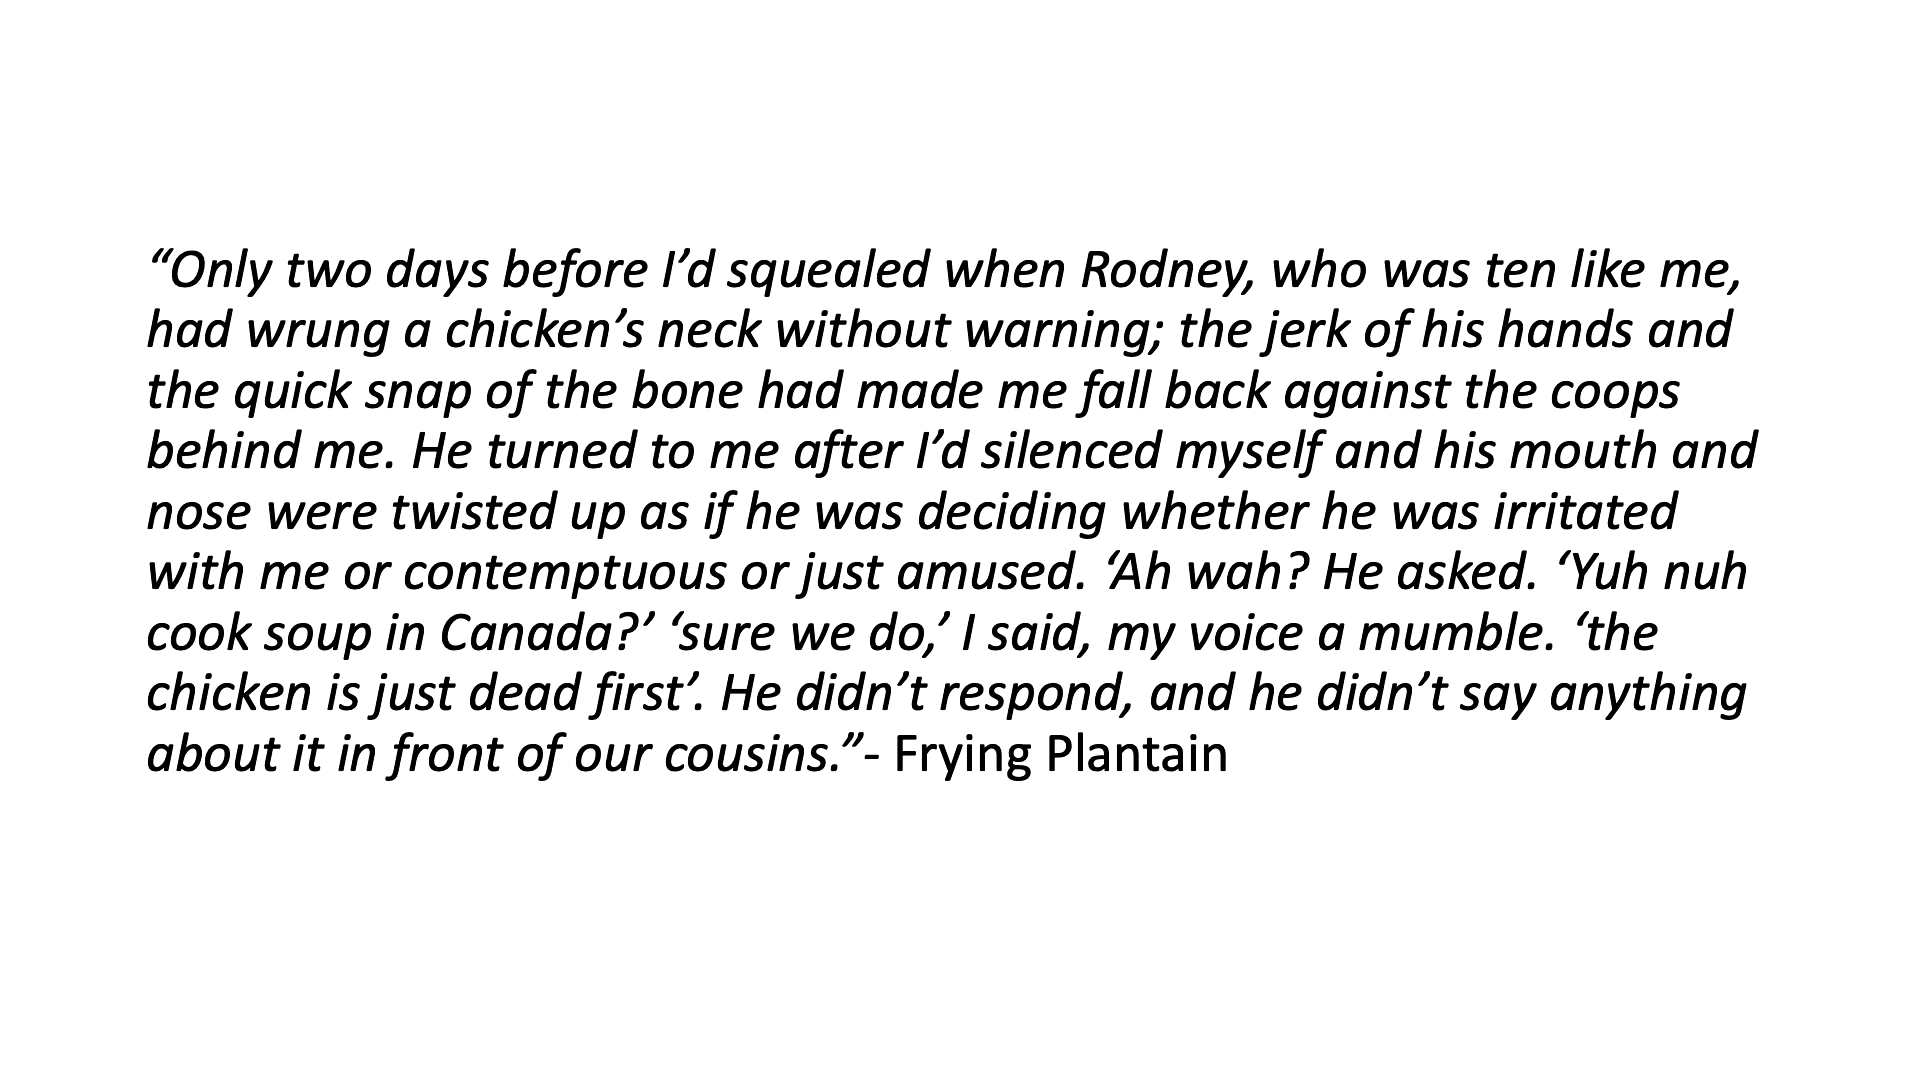 “Only two days before I’d squealed when Rodney, who was ten like me,
had wrung a chicken’s neck without warning; the jerk of his hands and
the quick snap of the bone had made me fall back against the coops
behind me. He turned to me after I’d silenced myself and his mouth and
nose were twisted up as if he was deciding whether he was irritated
with me or contemptuous or just amused. ‘Ah wah? He asked. ‘Yuh nuh
cook soup in Canada?’ ‘sure we do,’ I said, my voice a mumble. ‘the
chicken is just dead first’. He didn’t respond, and he didn’t say anything
about it in front of our cousins.”- Frying Plantain